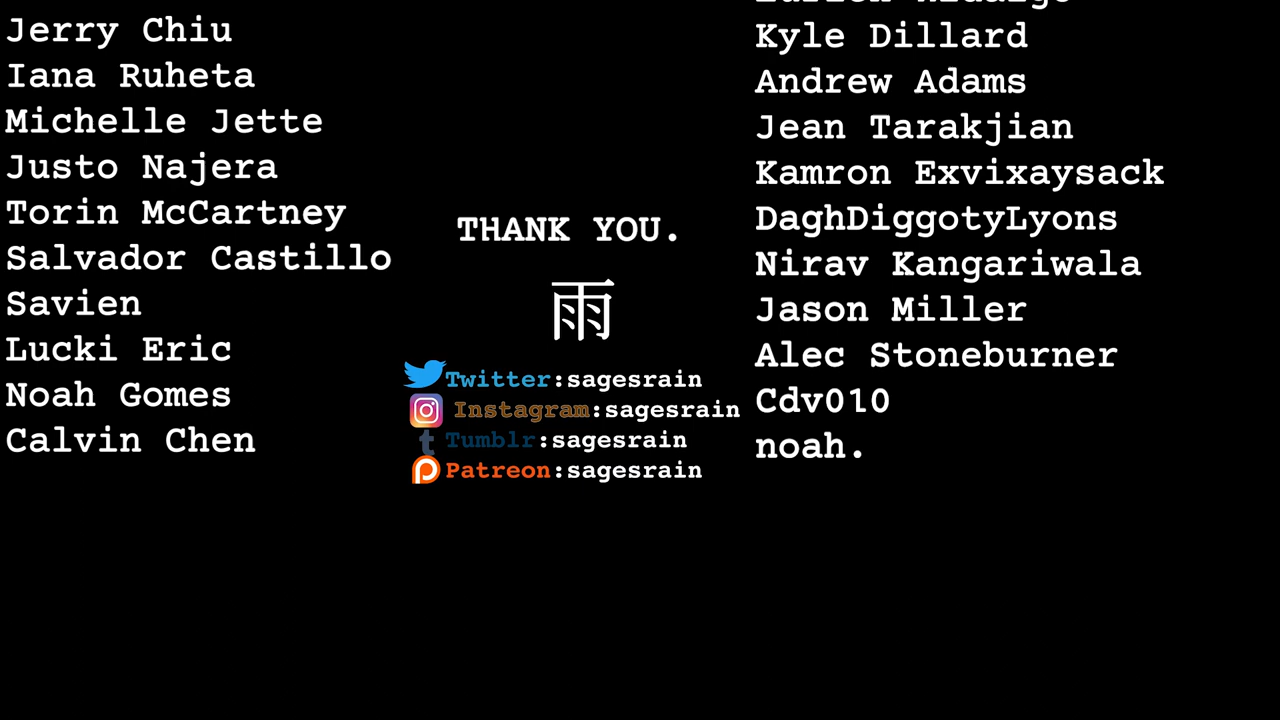 Jerry Chiu
Iana Ruheta
Michelle Jette
Justo Najera
Torin McCartney
Salvador Castillo
Savien
Lucki Eric
Noah Gomes
Calvin Chen
THANK YOU.
雨
Twitter:sagesrain
Instagram:sagesrain
Tumblr:sagesrain
Patreon:sagesrain
Kyle Dillard
Andrew Adams
Jean Tarakjian
Kamron Exvixaysack
DaghDiggotyLyons
Nirav Kangariwala
Jason Miller
Alec Stoneburner
Cdv010
noah.